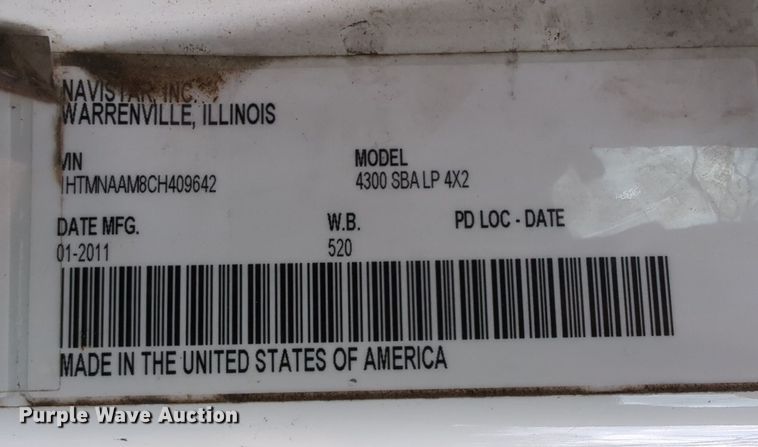 NAVISTAR, INC.
WARRENVILLE, ILLINOIS
VIN
1HTMNAAM8CH409642
MODEL
4300 SBA LP 4X2
DATE MFG.
01-2011
W.B.
520
PD LOC - DATE
MADE IN THE UNITED STATES OF AMERICA
Purple Wave Auction